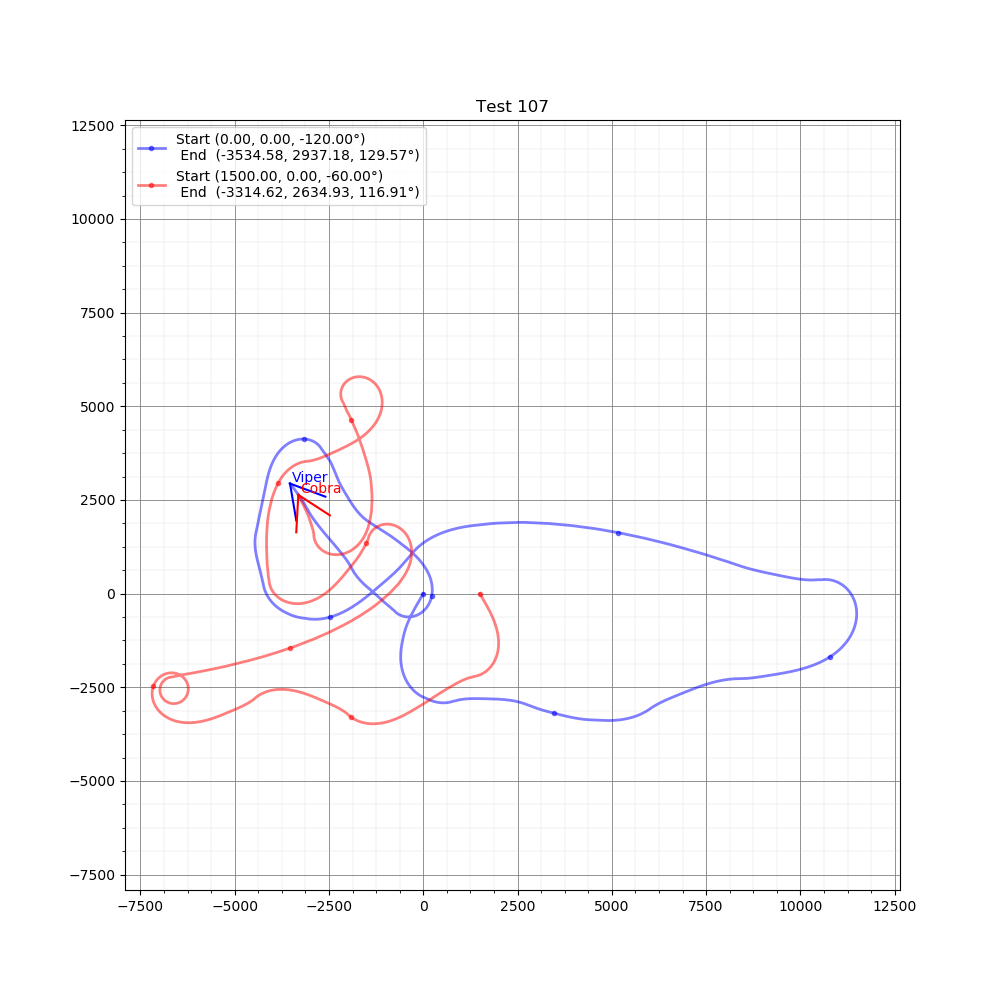 Test 107
12500
10000
7500
5000
2500
0
−2500
−5000
−7500
Start (0.00, 0.00, -120.00°)
End (-3534.58, 2937.18, 129.57°)
Start (1500.00, 0.00, -60.00°)
End (-3314.62, 2634.93, 116.91°)
Viper
Cobra
−7500 −5000 −2500 0 2500 5000 7500 10000 12500